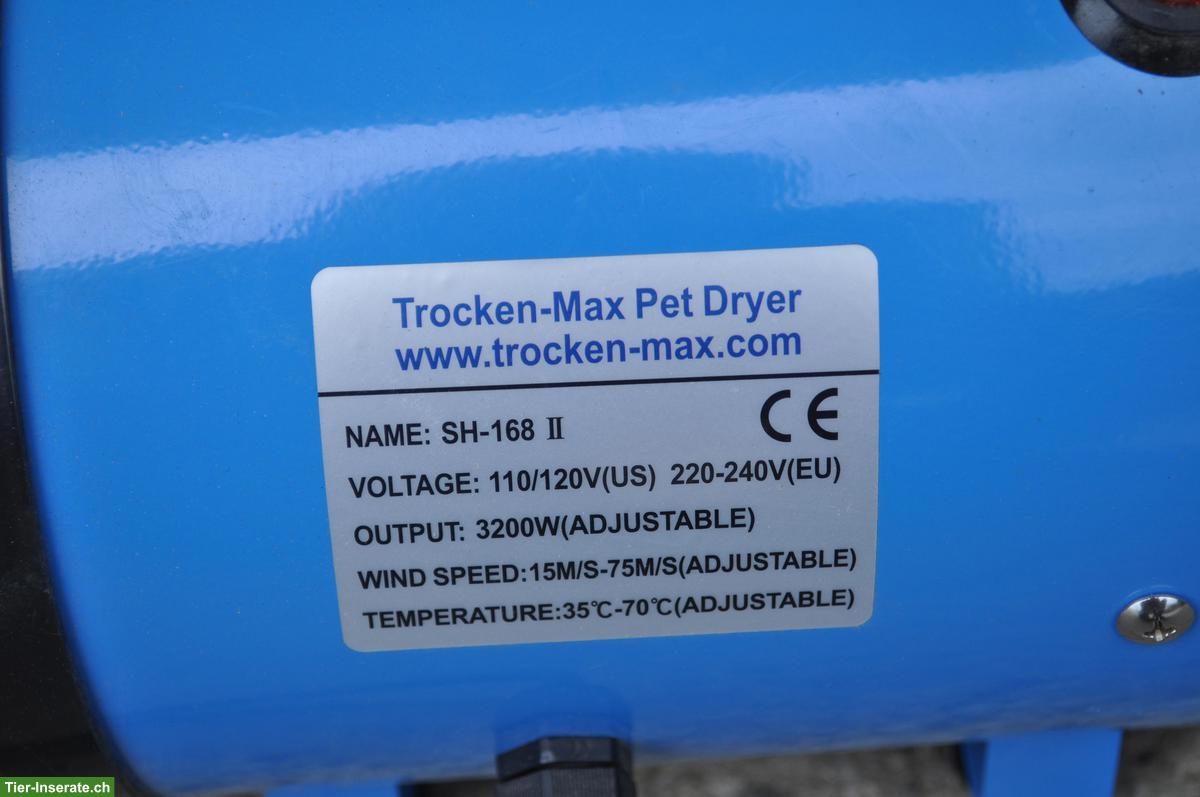 Trocken-Max Pet Dryer
www.trocken-max.com
CE
NAME: SH-168 Ⅱ
VOLTAGE: 110/120V(US) 220-240V(EU)
OUTPUT: 3200W(ADJUSTABLE)
WIND SPEED:15M/S-75M/S(ADJUSTABLE)
TEMPERATURE:35℃-70℃(ADJUSTABLE)
Tier-Inserate.ch